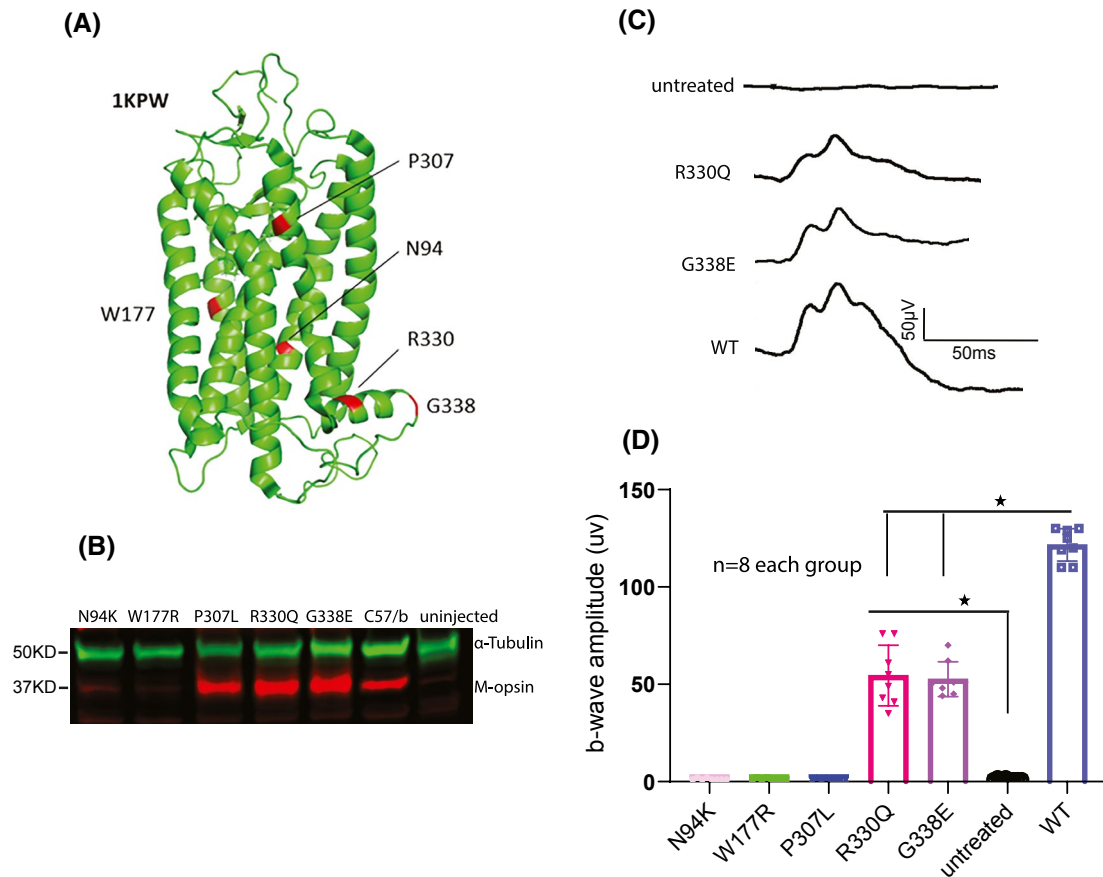 (A)
1KPW
P307
N94
W177
R330
G338
(B)
N94K W177R P307L R330Q G338E C57/b uninjected
α-Tubulin
50KD
37KD
M-opsin
(C)
untreated
R330Q
G338E
WT
50µV
50ms
(D)
b-wave amplitude (uv)
150
100
50
0
n=8 each group
★
★
N94K
W177R
P307L
R330Q
G338E
untreated
WT